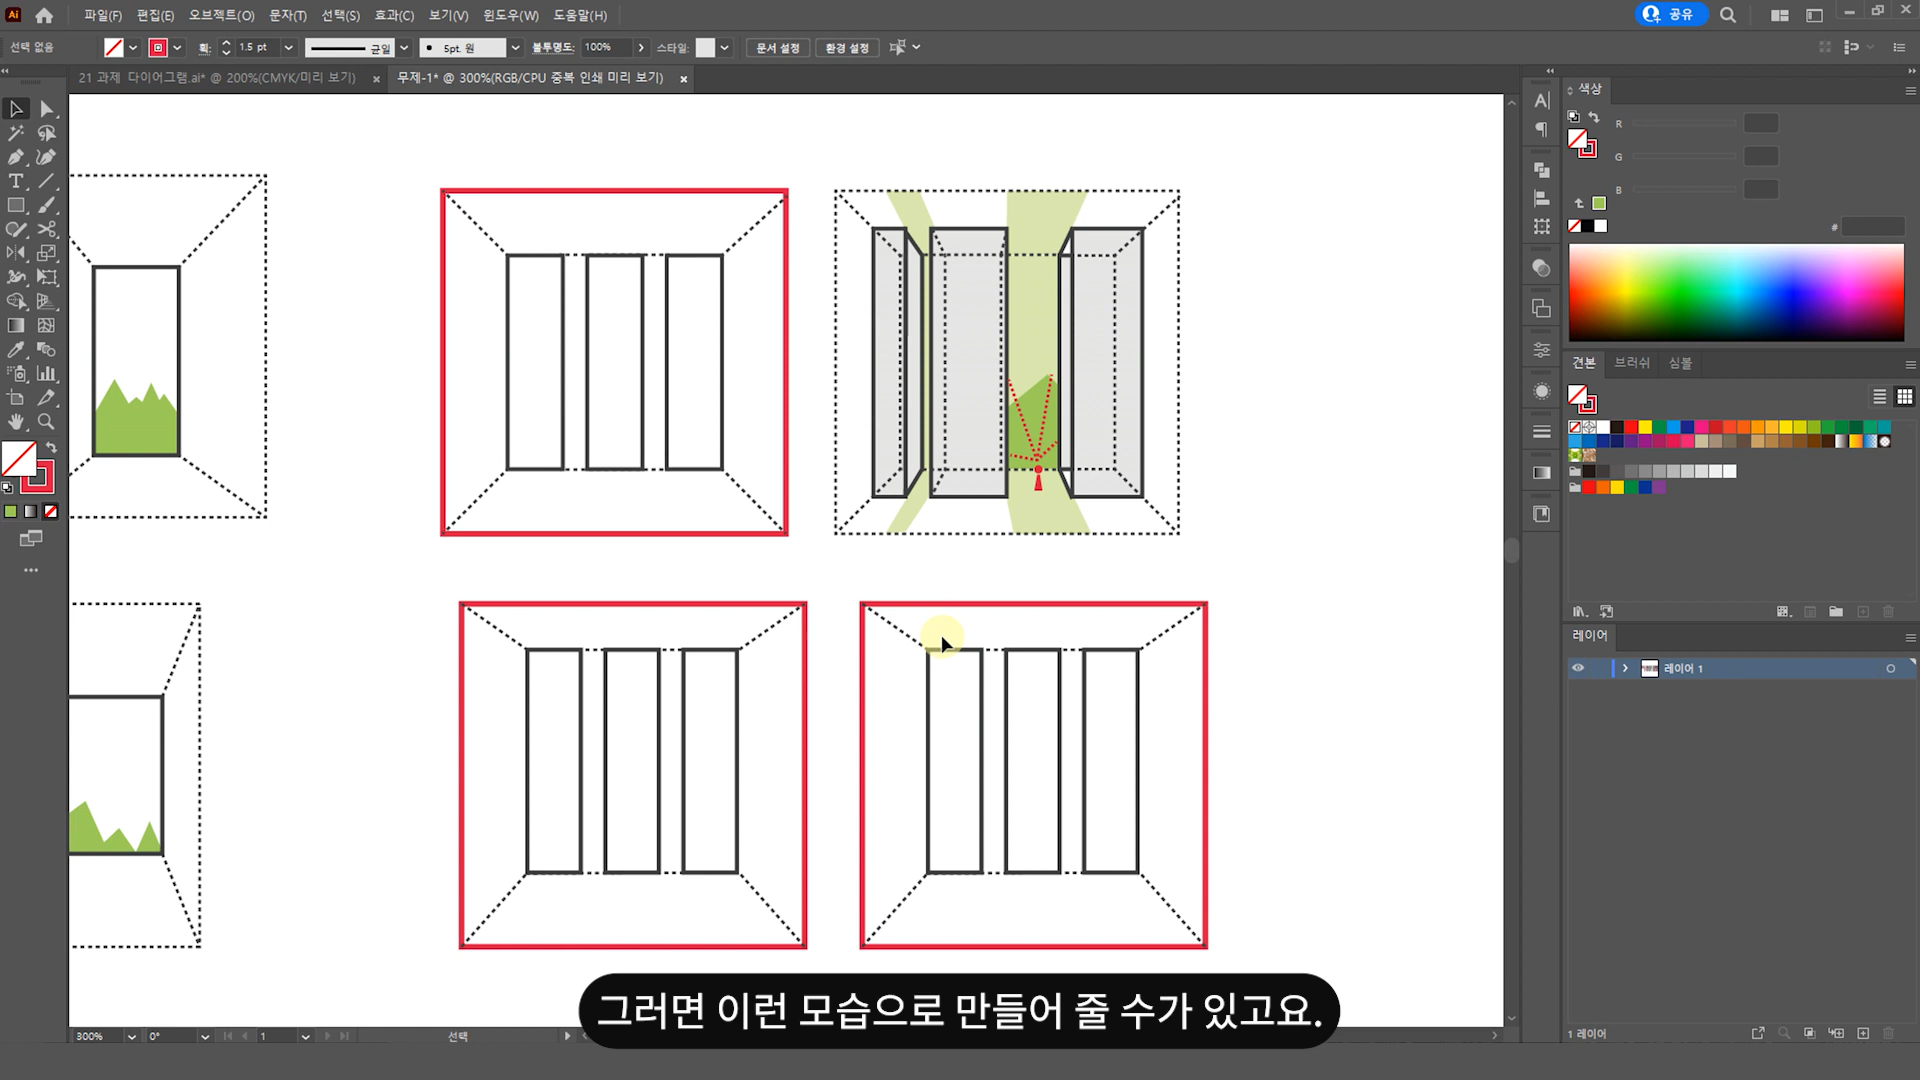 Ai
파일(F)
편집(E)
오브젝트(O)
문자(T)
선택(S)
효과(C)
보기(V)
윈도우(W)
도움말(H)
공유
선택 없음
획:
1.5 pt
균일
5pt. 원
불투명도:
100%
스타일:
문서 설정
환경 설정
21 과제 다이어그램.ai* @ 200%(CMYK/미리 보기)
무제-1* @ 300%(RGB/CPU 중복 인쇄 미리 보기)
색상
R
G
B
#
견본
브러쉬
심볼
레이어
레이어 1
그러면 이런 모습으로 만들어 줄 수가 있고요.
300%
0°
1
선택
1 레이어